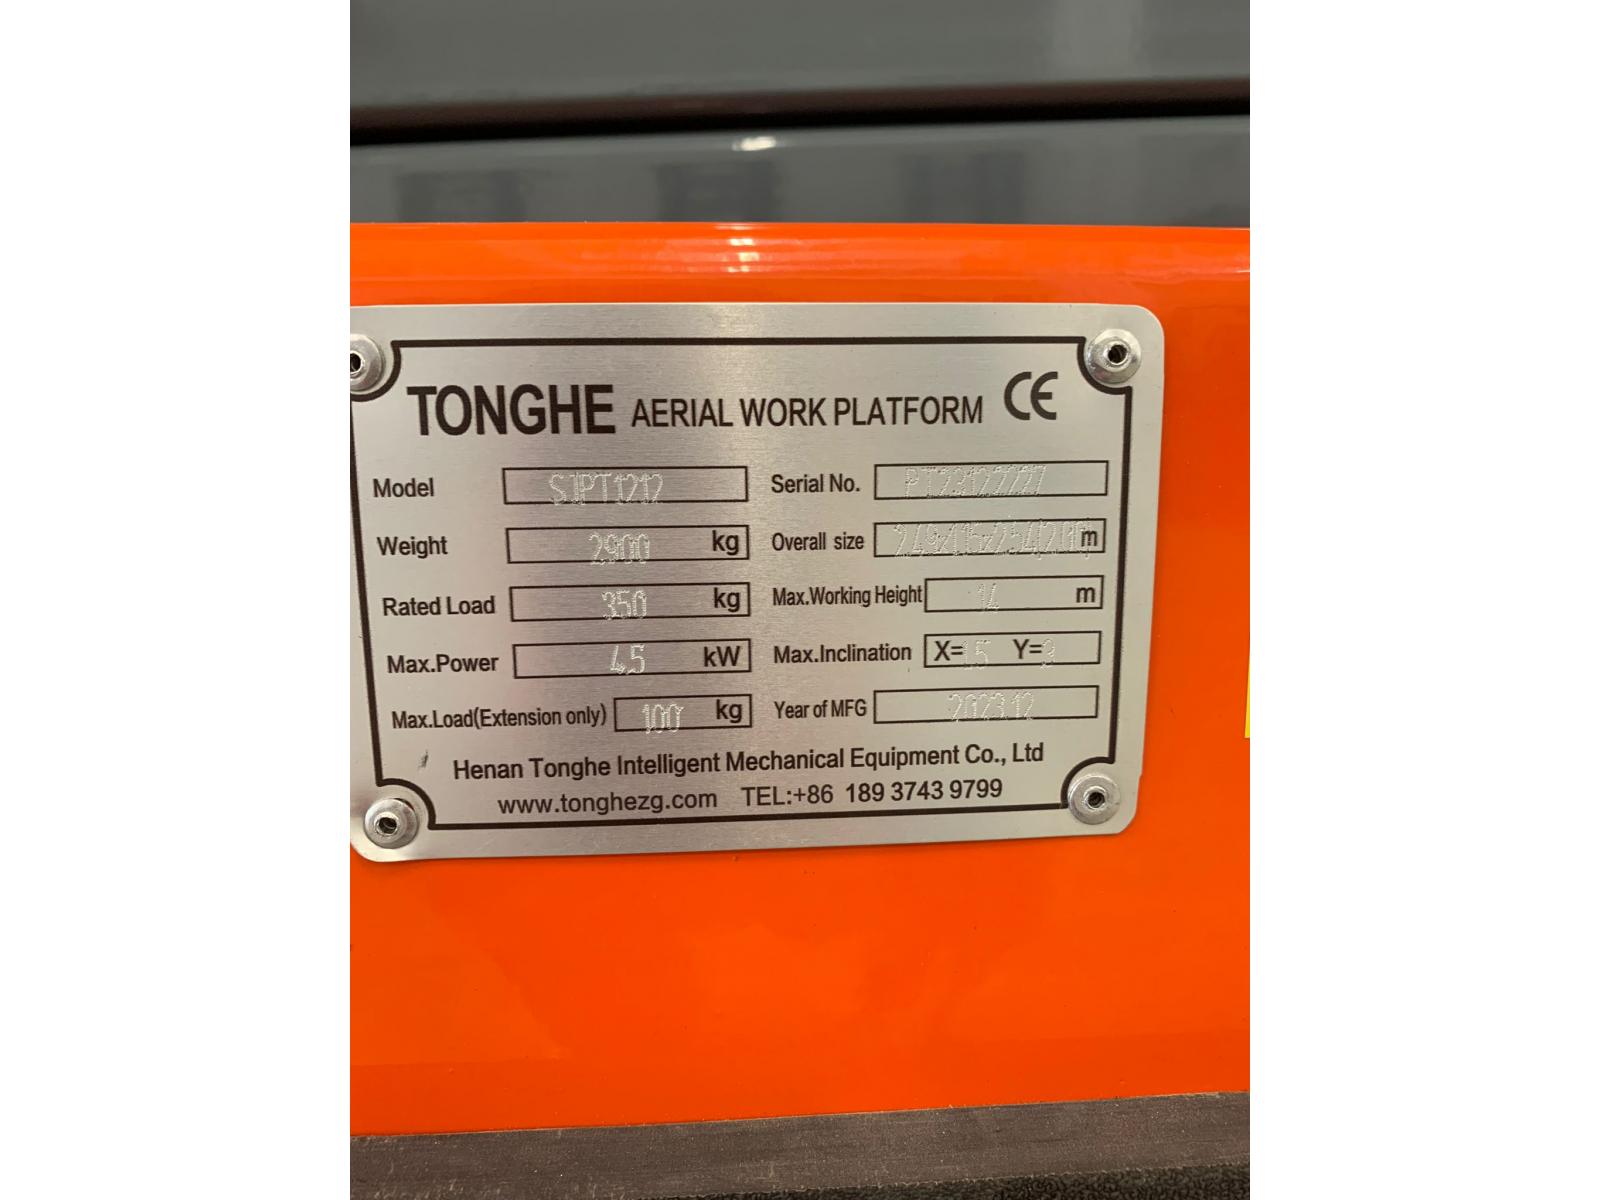 TONGHE AERIAL WORK PLATFORM CE
Model S1PT1212 Serial No. PT23122227
Weight 2900 kg Overall size m
Rated Load 350 kg Max.Working Height 14 m
Max.Power 4.5 kW Max.Inclination X=1.5 Y=3
Max.Load(Extension only) 100 kg Year of MFG 2023.12
Henan Tonghe Intelligent Mechanical Equipment Co., Ltd
www.tonghezg.com TEL:+86 189 3743 9799